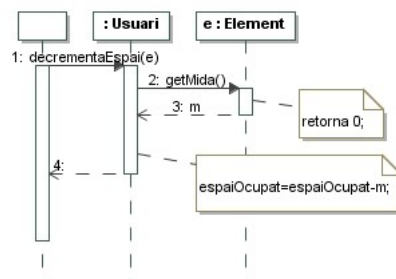 : Usuari
e : Element
1: decrementaEspai(e)
2: getMida()
3: m
retorna 0;
4:
espaiOcupat=espaiOcupat-m;